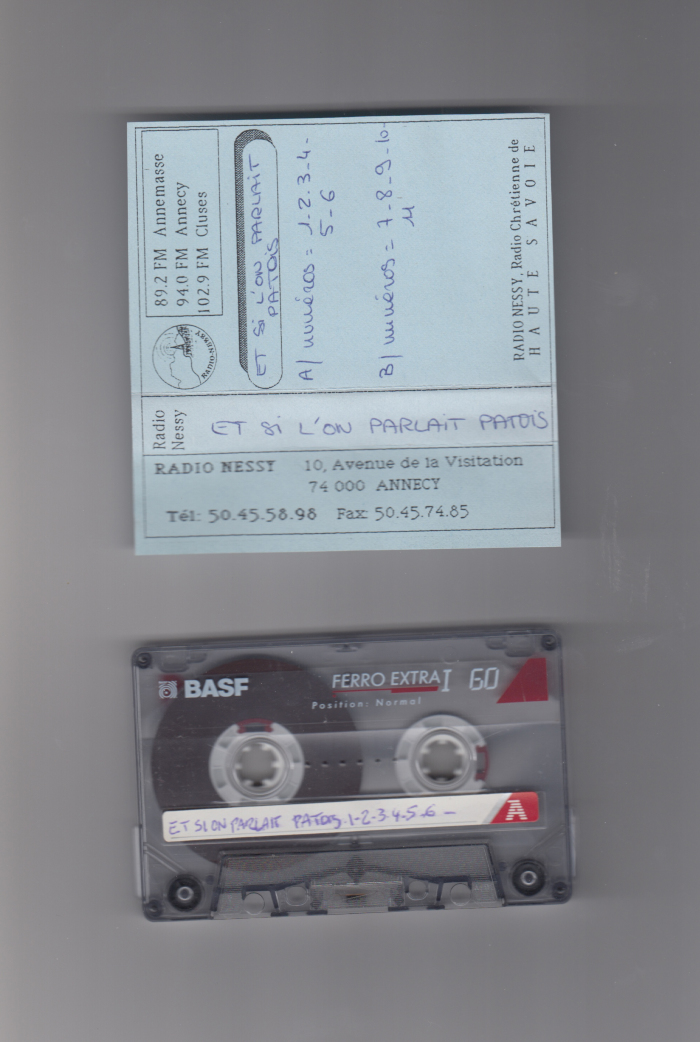 89.2 FM Annemasse
94.0 FM Annecy
102.9 FM Cluses
RADIO-NESSY
ET SI L'ON PARLAIT
PATOIS
A/ numéros = 1-2-3-4-
5-6
B/ numéros = 7-8-9-10-
11
RADIO NESSY, Radio Chrétienne de
HAUTE SAVOIE
Radio
Nessy
ET SI L'ON PARLAIT PATOIS
RADIO NESSY 10, Avenue de la Visitation
74 000 ANNECY
Tél: 50.45.58.98 Fax: 50.45.74.85
BASF FERRO EXTRA I 60
Position: Normal
ET SI ON PARLAIT PATOIS 1-2-3-4-5-6- A